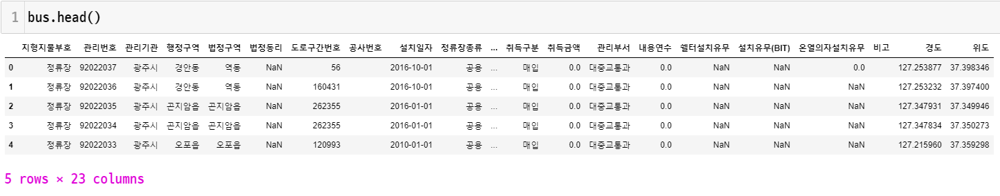 1 bus.head()
지형지물부호 관리번호 관리기관 행정구역 법정구역 법정동리 도로구간번호 공사번호 설치일자 정류장종류 ... 취득구분 취득금액 관리부서 내용연수 쉘터설치유무 설치유무(BIT) 온열의자설치유무 비고 경도 위도
0 정류장 92022037 광주시 경안동 역동 NaN 56 2016-10-01 공용 ... 매입 0.0 대중교통과 0.0 NaN NaN 0.0 127.253877 37.398346
1 정류장 92022036 광주시 경안동 역동 NaN 160431 2016-10-01 공용 ... 매입 0.0 대중교통과 0.0 NaN NaN NaN 127.253232 37.397400
2 정류장 92022035 광주시 곤지암읍 곤지암읍 NaN 262355 2016-01-01 공용 ... 매입 0.0 대중교통과 0.0 NaN NaN NaN 127.347931 37.349946
3 정류장 92022034 광주시 곤지암읍 곤지암읍 NaN 262355 2016-01-01 공용 ... 매입 0.0 대중교통과 0.0 NaN NaN NaN 127.347834 37.350273
4 정류장 92022033 광주시 오포읍 오포읍 NaN 120993 2010-01-01 공용 ... 매입 0.0 대중교통과 0.0 NaN NaN NaN 127.215960 37.359298
5 rows × 23 columns